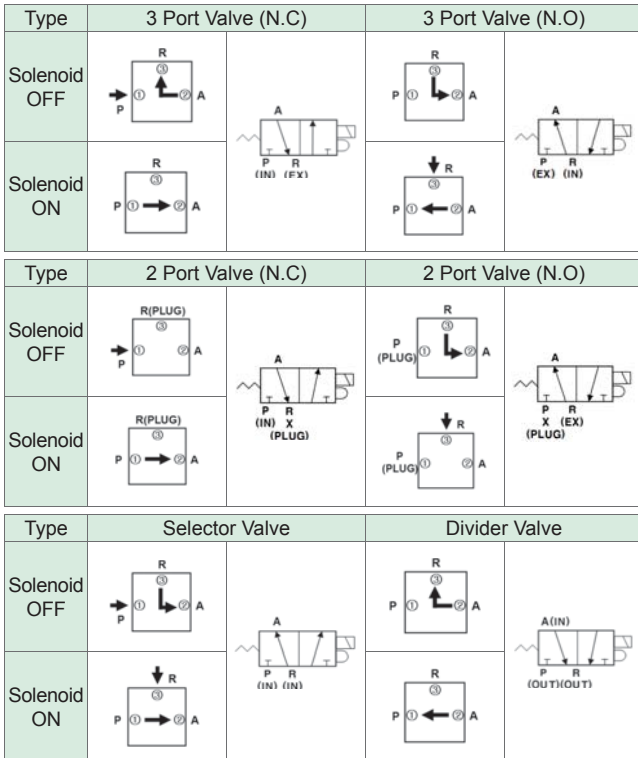 Type 3 Port Valve (N.C) 3 Port Valve (N.O)
Solenoid OFF
R
③
P ① ② A
A
P R
(IN) (EX)
R
③
P ① ② A
A
P R
(EX) (IN)
Solenoid ON
R
③
P ① ② A
R
③
P ① ② A
Type 2 Port Valve (N.C) 2 Port Valve (N.O)
Solenoid OFF
R(PLUG)
③
① ② A
P
A
P R
(IN) X
(PLUG)
R
③
P
(PLUG) ① ② A
A
P R
X (EX)
(PLUG)
Solenoid ON
R(PLUG)
③
P ① ② A
R
③
P
(PLUG) ① ② A
Type Selector Valve Divider Valve
Solenoid OFF
R
③
① ② A
P
A
P R
(IN) (IN)
R
③
P ① ② A
A(IN)
P R
(OUT)(OUT)
Solenoid ON
R
③
P ① ② A
R
③
P ① ② A